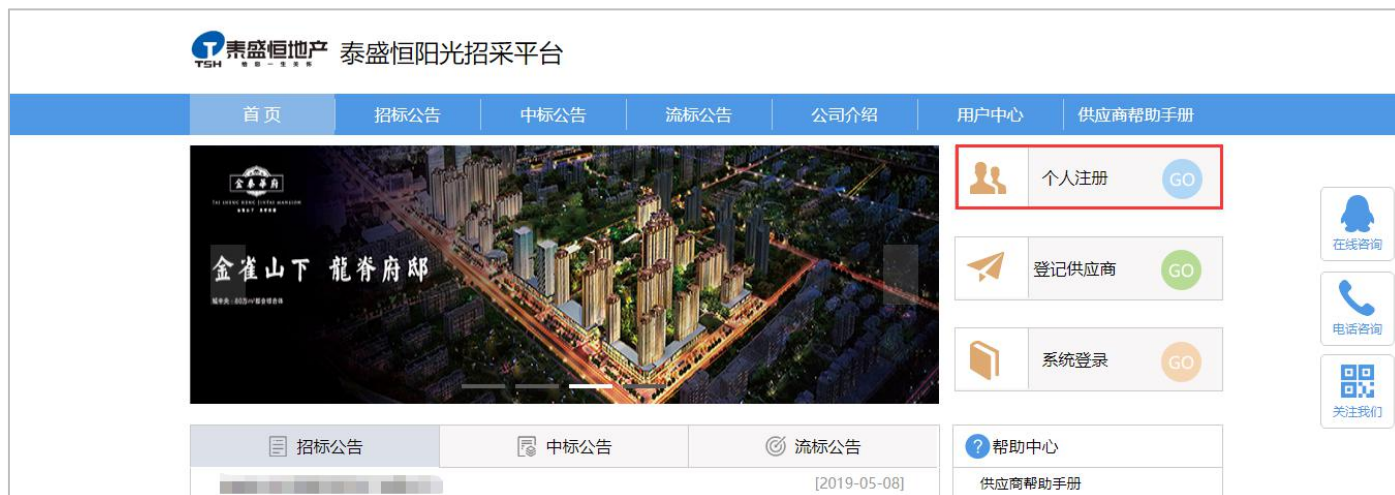 泰盛恒地产 泰盛恒阳光招采平台
TSH
首页 招标公告 中标公告 流标公告 公司介绍 用户中心 供应商帮助手册
金泰华府
金雀山下 龍脊府邸
个人注册 GO
登记供应商 GO
系统登录 GO
在线咨询
电话咨询
关注我们
招标公告 中标公告 流标公告
[2019-05-08]
?帮助中心
供应商帮助手册